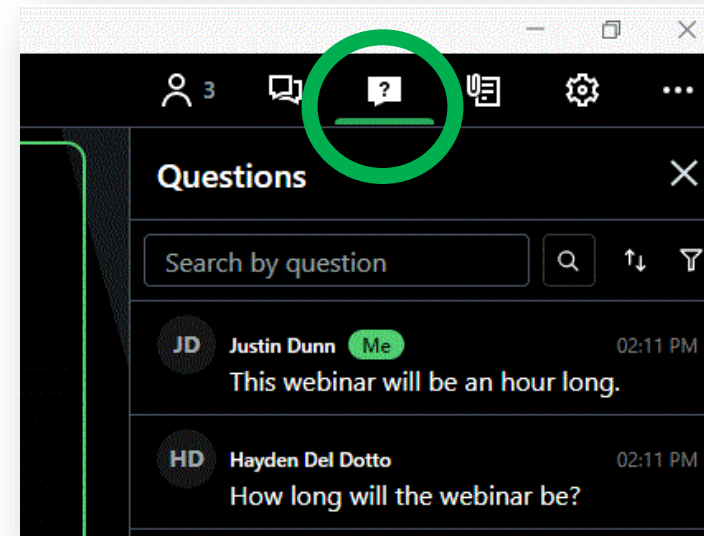 3
?
Questions
Search by question
JD Justin Dunn Me 02:11 PM
This webinar will be an hour long.
HD Hayden Del Dotto 02:11 PM
How long will the webinar be?